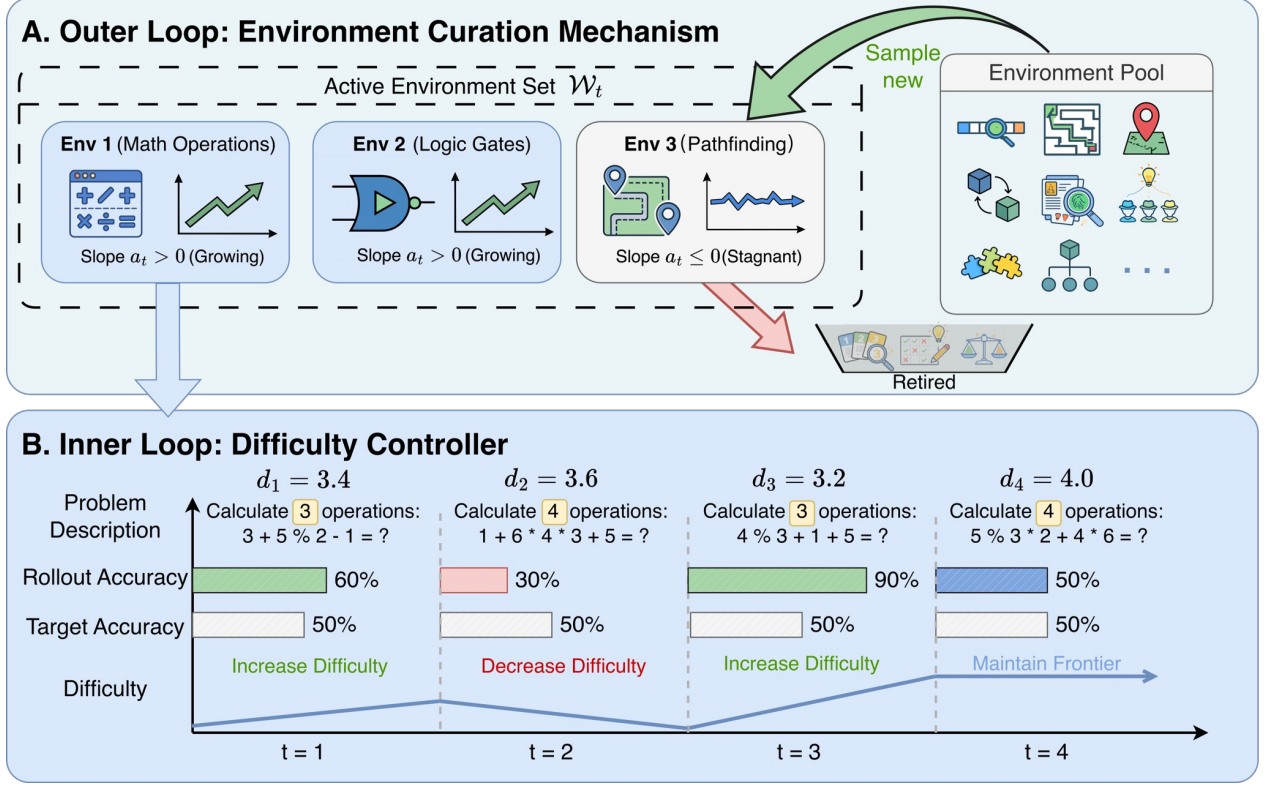 A. Outer Loop: Environment Curation Mechanism
Sample
new
Environment Pool
Active Environment Set 𝒲ₜ
Env 1 (Math Operations)
Slope aₜ > 0 (Growing)
Env 2 (Logic Gates)
Slope aₜ > 0 (Growing)
Env 3 (Pathfinding)
Slope aₜ ≤ 0 (Stagnant)
Retired
B. Inner Loop: Difficulty Controller
Problem
Description
d₁ = 3.4
Calculate 3 operations:
3 + 5 % 2 - 1 = ?
d₂ = 3.6
Calculate 4 operations:
1 + 6 * 4 * 3 + 5 = ?
d₃ = 3.2
Calculate 3 operations:
4 % 3 + 1 + 5 = ?
d₄ = 4.0
Calculate 4 operations:
5 % 3 * 2 + 4 * 6 = ?
Rollout Accuracy 60% 30% 90% 50%
Target Accuracy 50% 50% 50% 50%
Increase Difficulty Decrease Difficulty Increase Difficulty Maintain Frontier
Difficulty
t = 1 t = 2 t = 3 t = 4